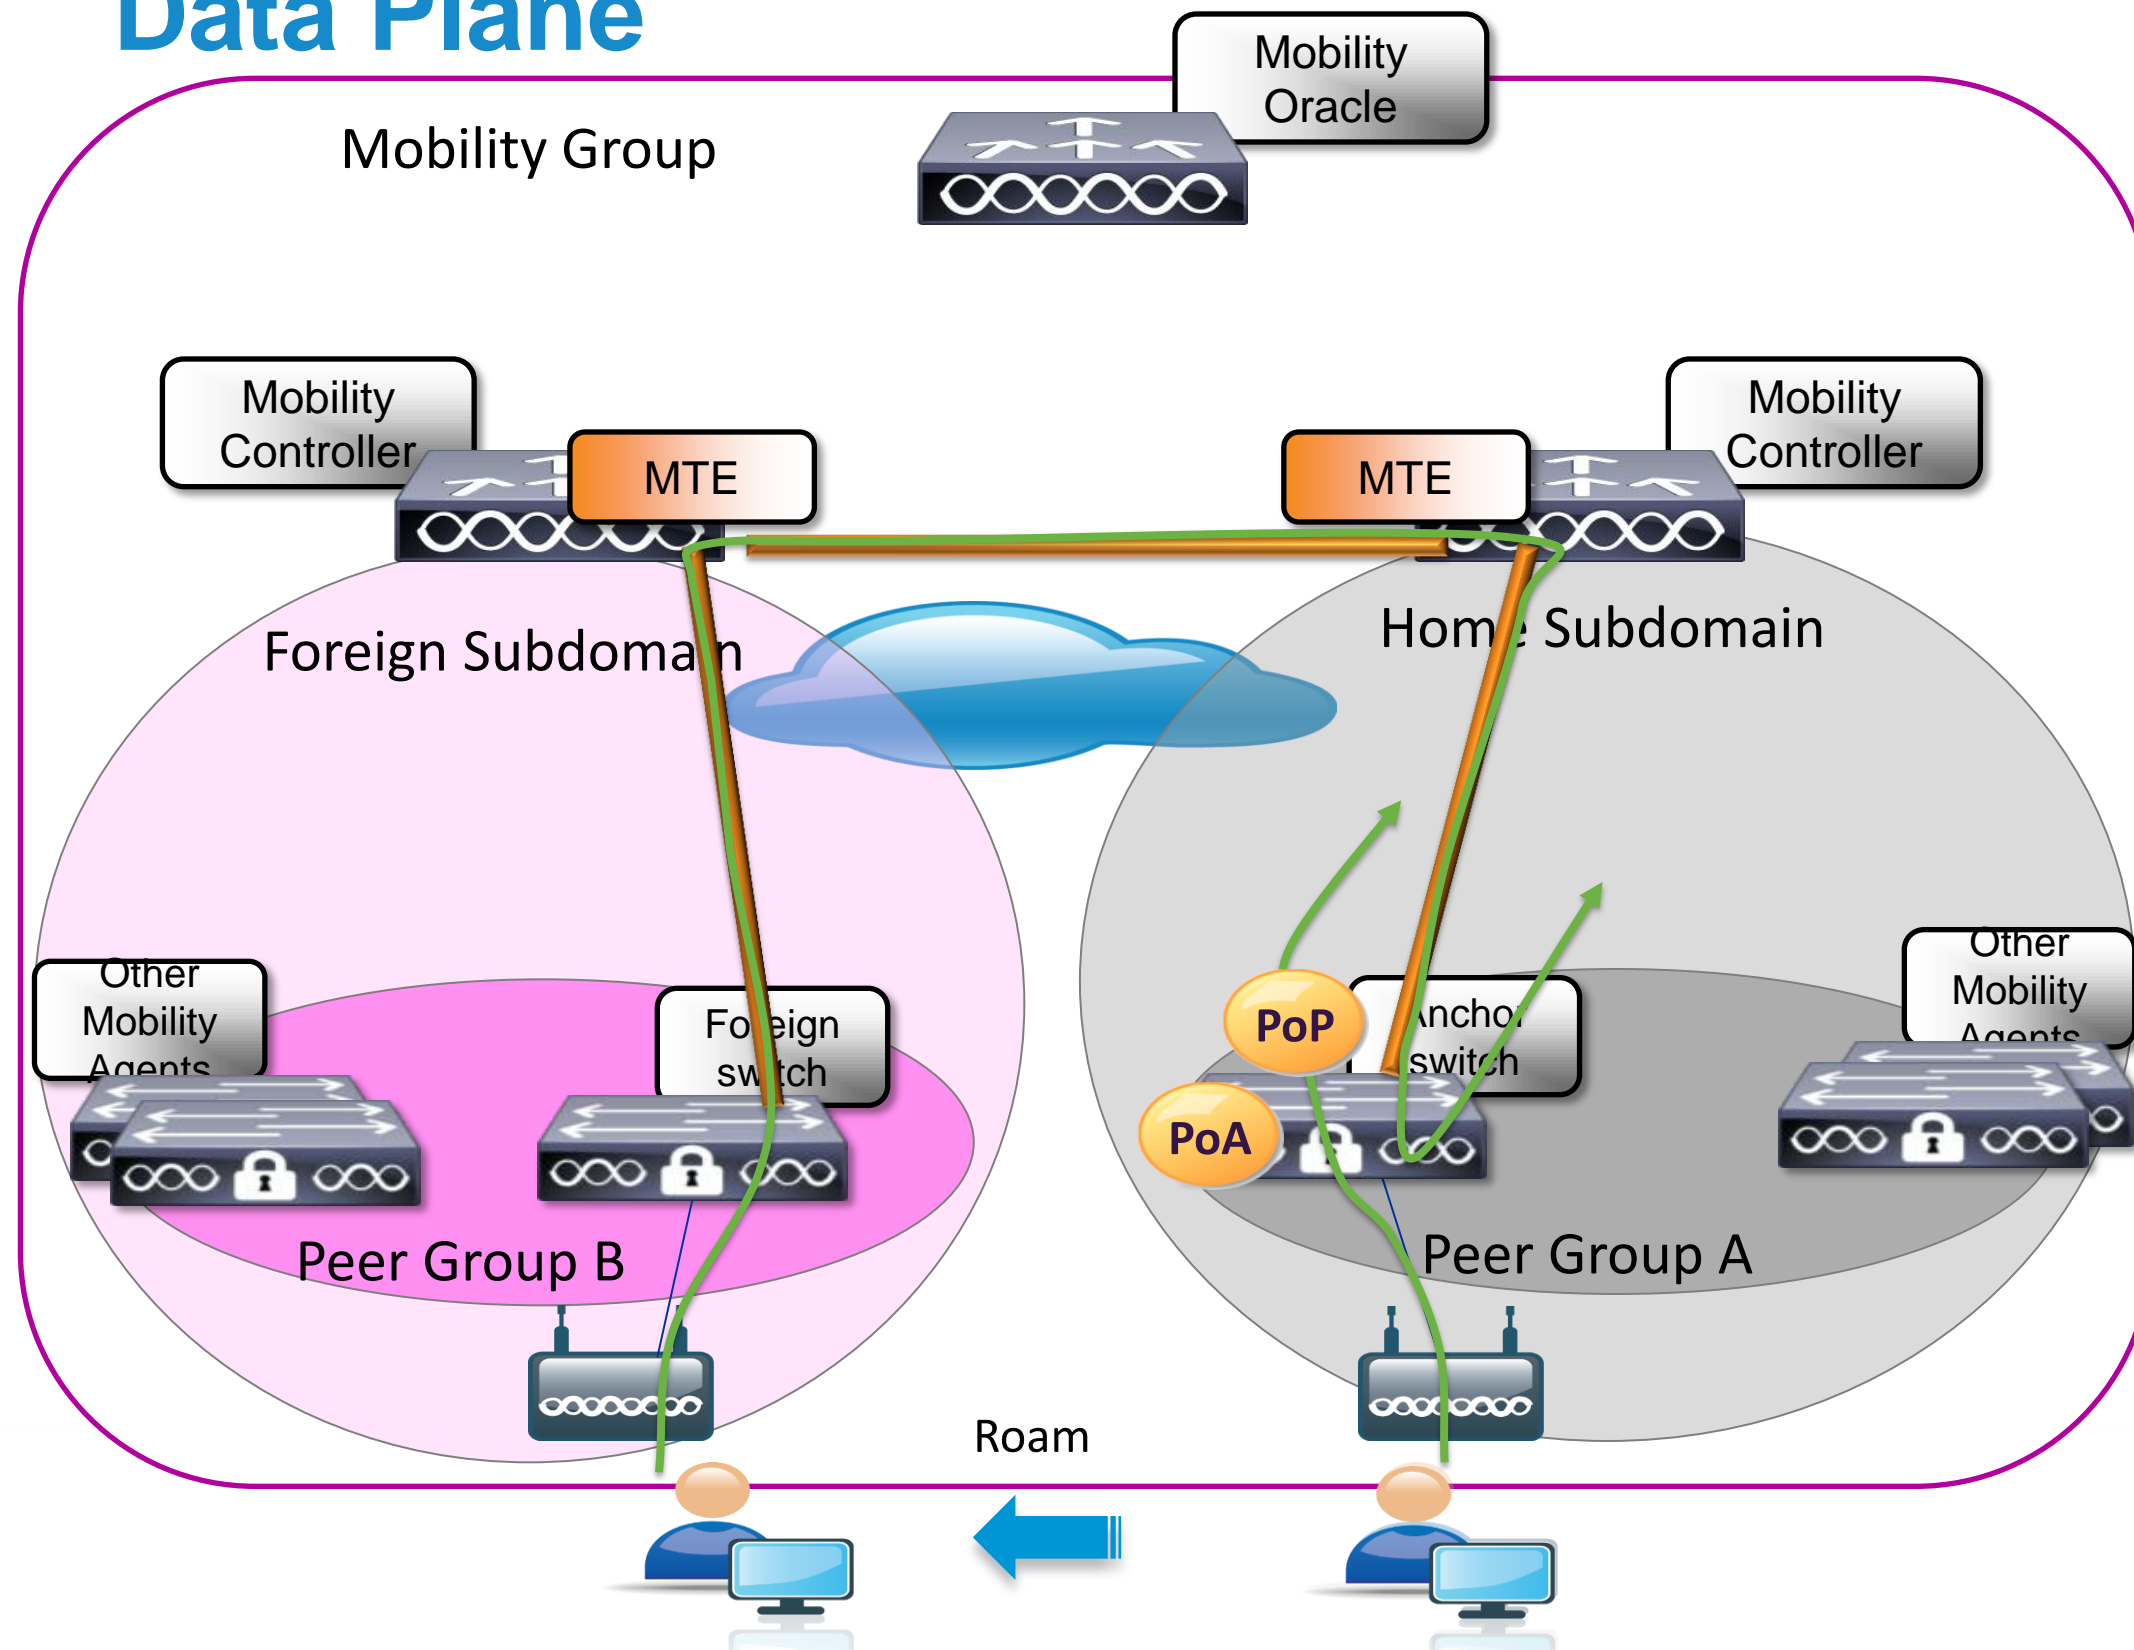 Data Plane
Mobility
Oracle
Mobility Group
Mobility
Controller
MTE
MTE
Mobility
Controller
Foreign Subdomain
Home Subdomain
Other
Mobility
Agents
Foreign
switch
PoP
Anchor
switch
Other
Mobility
Agents
PoA
Peer Group B
Peer Group A
Roam